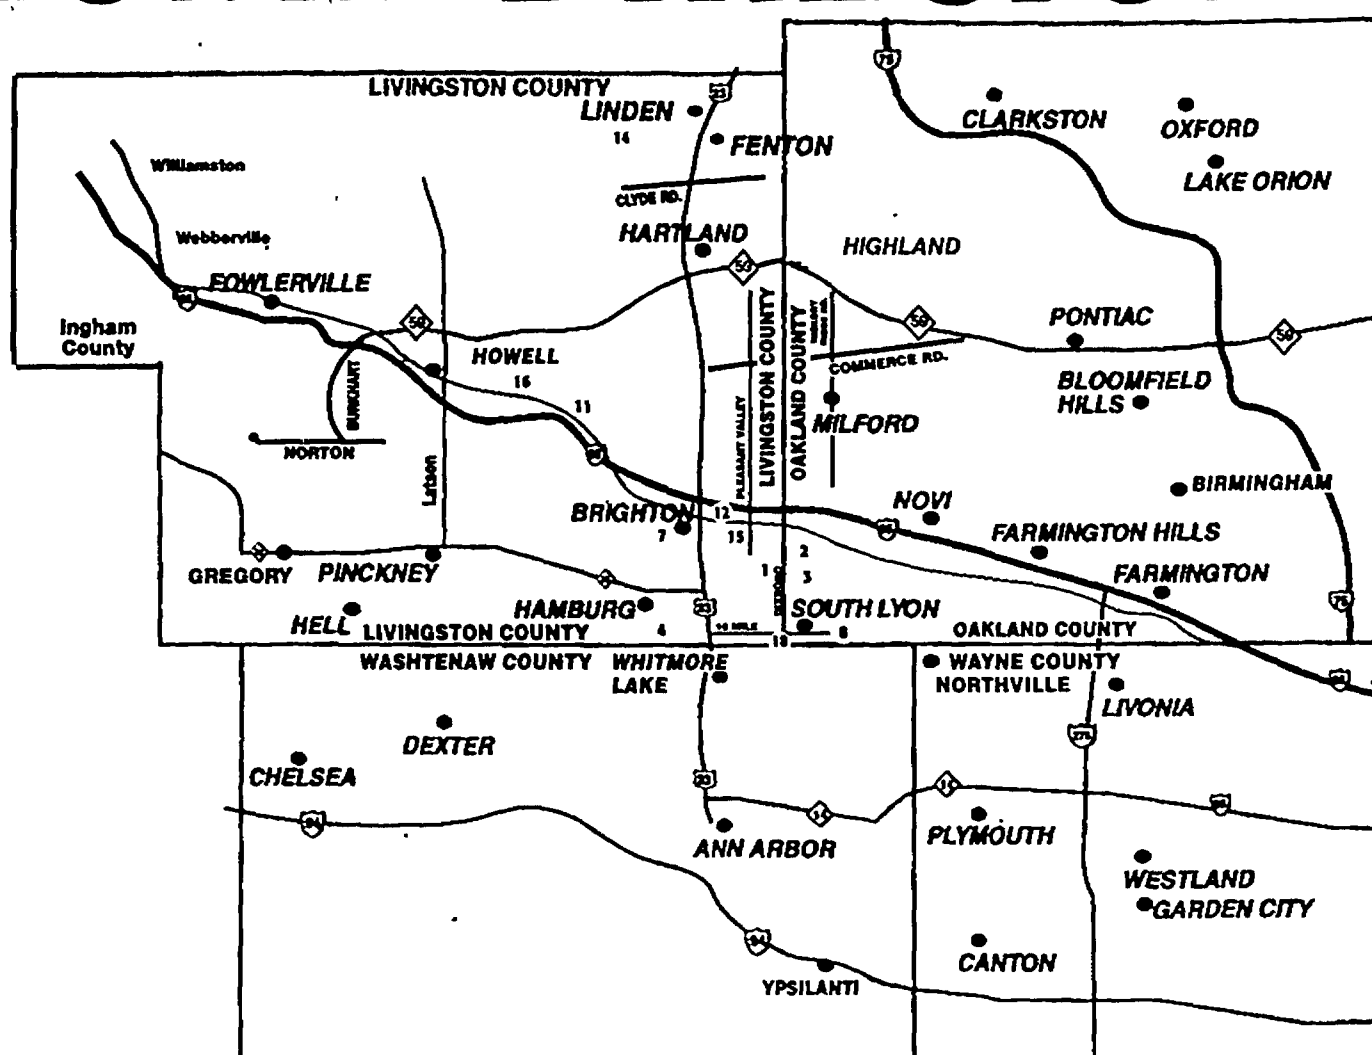 LIVINGSTON COUNTY
LINDEN
14
FENTON
CLARKSTON
OXFORD
LAKE ORION
Williamston
Webberville
CLYDE RD.
HARTLAND
HIGHLAND
FOWLERVILLE
Ingham
County
HOWELL
16
11
BURKHART
NORTON
Latson
PLEASANT VALLEY
LIVINGSTON COUNTY
OAKLAND COUNTY
COMMERCE RD.
MILFORD
PONTIAC
BLOOMFIELD
HILLS
BIRMINGHAM
BRIGHTON
7
12
15
NOVI
FARMINGTON HILLS
FARMINGTON
2
1
3
GREGORY
PINCKNEY
HELL
HAMBURG
4
SOUTH LYON
LIVINGSTON COUNTY
OAKLAND COUNTY
WASHTENAW COUNTY
WHITMORE
LAKE
WAYNE COUNTY
NORTHVILLE
LIVONIA
DEXTER
CHELSEA
94
14
ANN ARBOR
PLYMOUTH
WESTLAND
GARDEN CITY
94
CANTON
YPSILANTI